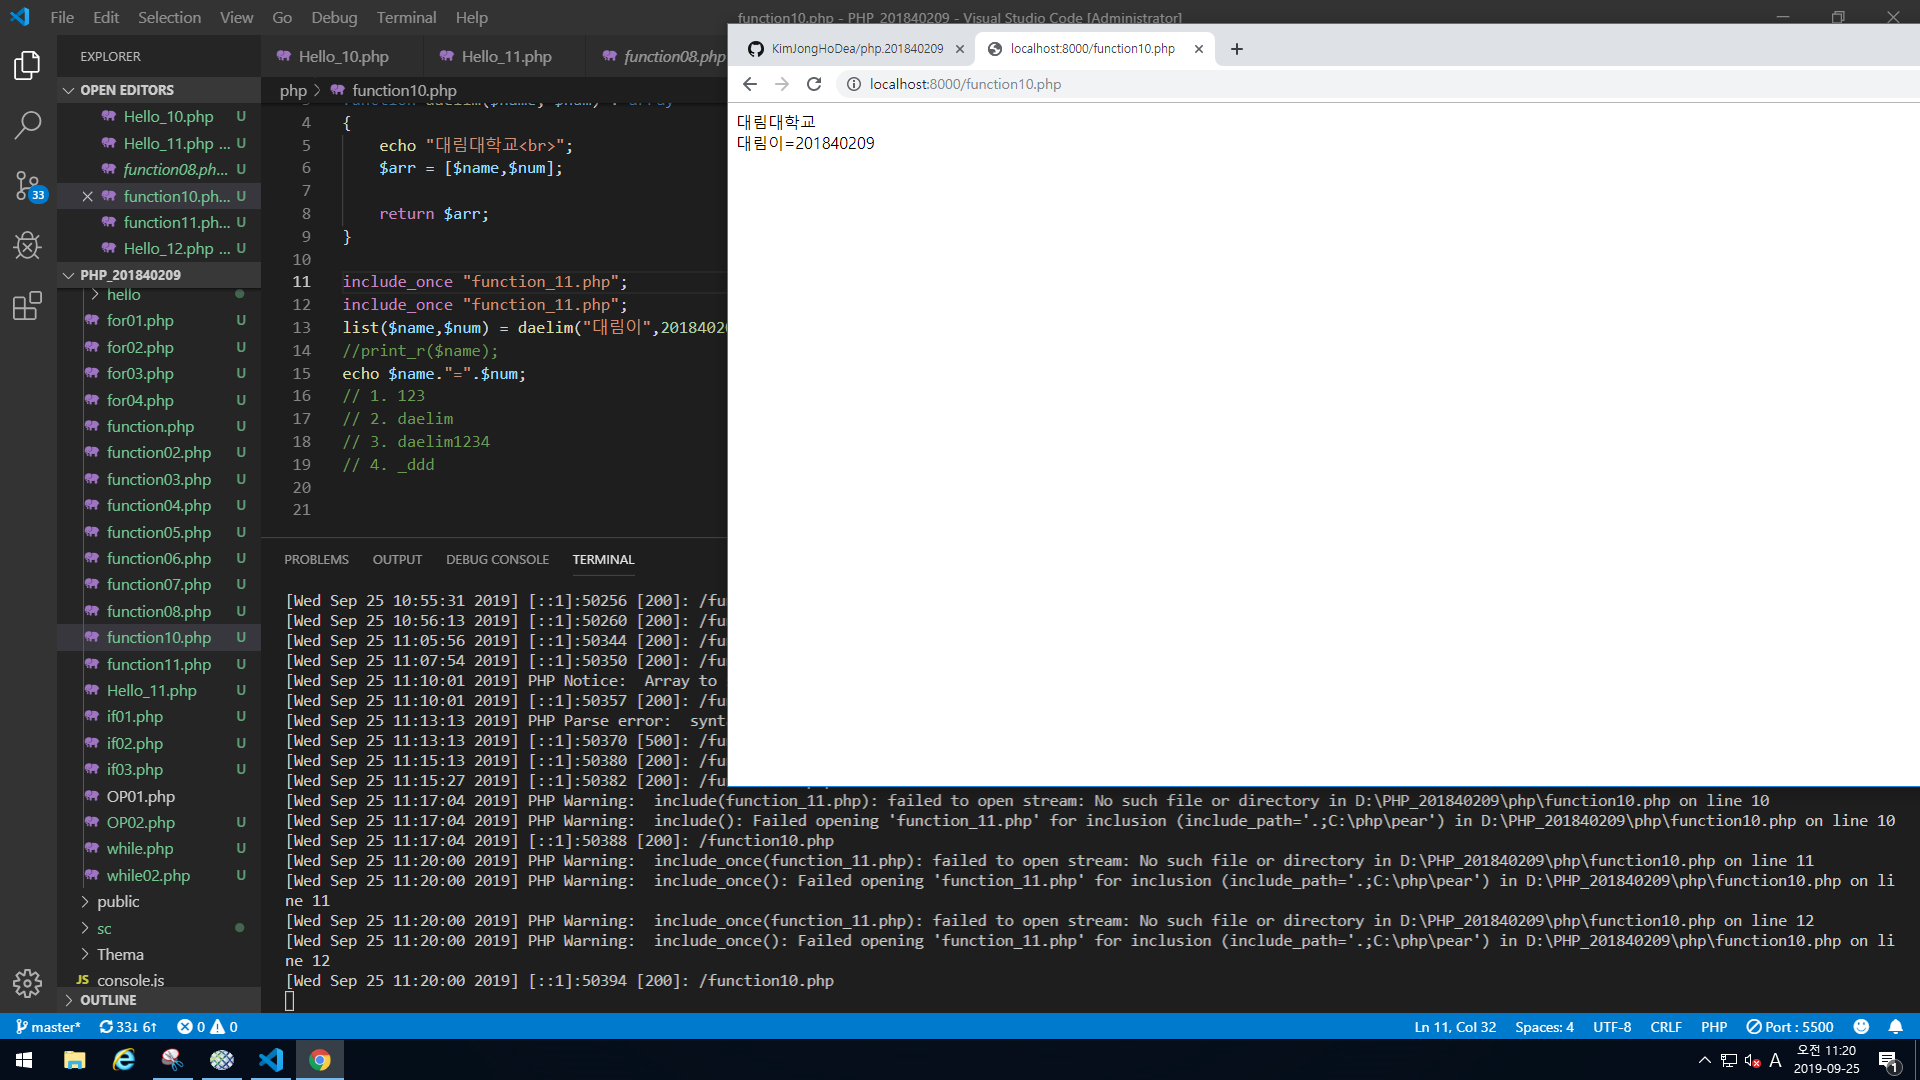 File Edit Selection View Go Debug Terminal Help
function10.php - PHP_201840209 - Visual Studio Code [Administrator]
EXPLORER
OPEN EDITORS
Hello_10.php U
Hello_11.php ... U
function08.ph... U
function10.ph... U
function11.ph... U
Hello_12.php ... U
33
PHP_201840209
hello
for01.php U
for02.php U
for03.php U
for04.php U
function.php U
function02.php U
function03.php U
function04.php U
function05.php U
function06.php U
function07.php U
function08.php U
function10.php U
function11.php U
Hello_11.php U
if01.php U
if02.php U
if03.php U
OP01.php
OP02.php U
while.php U
while02.php U
public
sc
Thema
JS console.js
OUTLINE
Hello_10.php
Hello_11.php
function08.php
php > function10.php
function daelim($name, $num) : array
4 {
5 echo "대림대학교<br>";
6 $arr = [$name,$num];
7
8 return $arr;
9 }
10
11 include_once "function_11.php";
12 include_once "function_11.php";
13 list($name,$num) = daelim("대림이",2018402
14 //print_r($name);
15 echo $name."=".$num;
16 // 1. 123
17 // 2. daelim
18 // 3. daelim1234
19 // 4. _ddd
20
21
KimJongHoDea/php.201840209
localhost:8000/function10.php
localhost:8000/function10.php
대림대학교
대림이=201840209
PROBLEMS OUTPUT DEBUG CONSOLE TERMINAL
[Wed Sep 25 10:55:31 2019] [::1]:50256 [200]: /fu
[Wed Sep 25 10:56:13 2019] [::1]:50260 [200]: /fu
[Wed Sep 25 11:05:56 2019] [::1]:50344 [200]: /fu
[Wed Sep 25 11:07:54 2019] [::1]:50350 [200]: /fu
[Wed Sep 25 11:10:01 2019] PHP Notice:  Array to
[Wed Sep 25 11:10:01 2019] [::1]:50357 [200]: /fu
[Wed Sep 25 11:13:13 2019] PHP Parse error:  synt
[Wed Sep 25 11:13:13 2019] [::1]:50370 [500]: /fu
[Wed Sep 25 11:15:13 2019] [::1]:50380 [200]: /fu
[Wed Sep 25 11:15:27 2019] [::1]:50382 [200]: /fu
[Wed Sep 25 11:17:04 2019] PHP Warning:  include(function_11.php): failed to open stream: No such file or directory in D:\PHP_201840209\php\function10.php on line 10
[Wed Sep 25 11:17:04 2019] PHP Warning:  include(): Failed opening 'function_11.php' for inclusion (include_path='.;C:\php\pear') in D:\PHP_201840209\php\function10.php on line 10
[Wed Sep 25 11:17:04 2019] [::1]:50388 [200]: /function10.php
[Wed Sep 25 11:20:00 2019] PHP Warning:  include_once(function_11.php): failed to open stream: No such file or directory in D:\PHP_201840209\php\function10.php on line 11
[Wed Sep 25 11:20:00 2019] PHP Warning:  include_once(): Failed opening 'function_11.php' for inclusion (include_path='.;C:\php\pear') in D:\PHP_201840209\php\function10.php on li
ne 11
[Wed Sep 25 11:20:00 2019] PHP Warning:  include_once(function_11.php): failed to open stream: No such file or directory in D:\PHP_201840209\php\function10.php on line 12
[Wed Sep 25 11:20:00 2019] PHP Warning:  include_once(): Failed opening 'function_11.php' for inclusion (include_path='.;C:\php\pear') in D:\PHP_201840209\php\function10.php on li
ne 12
[Wed Sep 25 11:20:00 2019] [::1]:50394 [200]: /function10.php
master* 33↓ 6↑ 0 0
Ln 11, Col 32 Spaces: 4 UTF-8 CRLF PHP Port : 5500
A 오전 11:20
2019-09-25
1